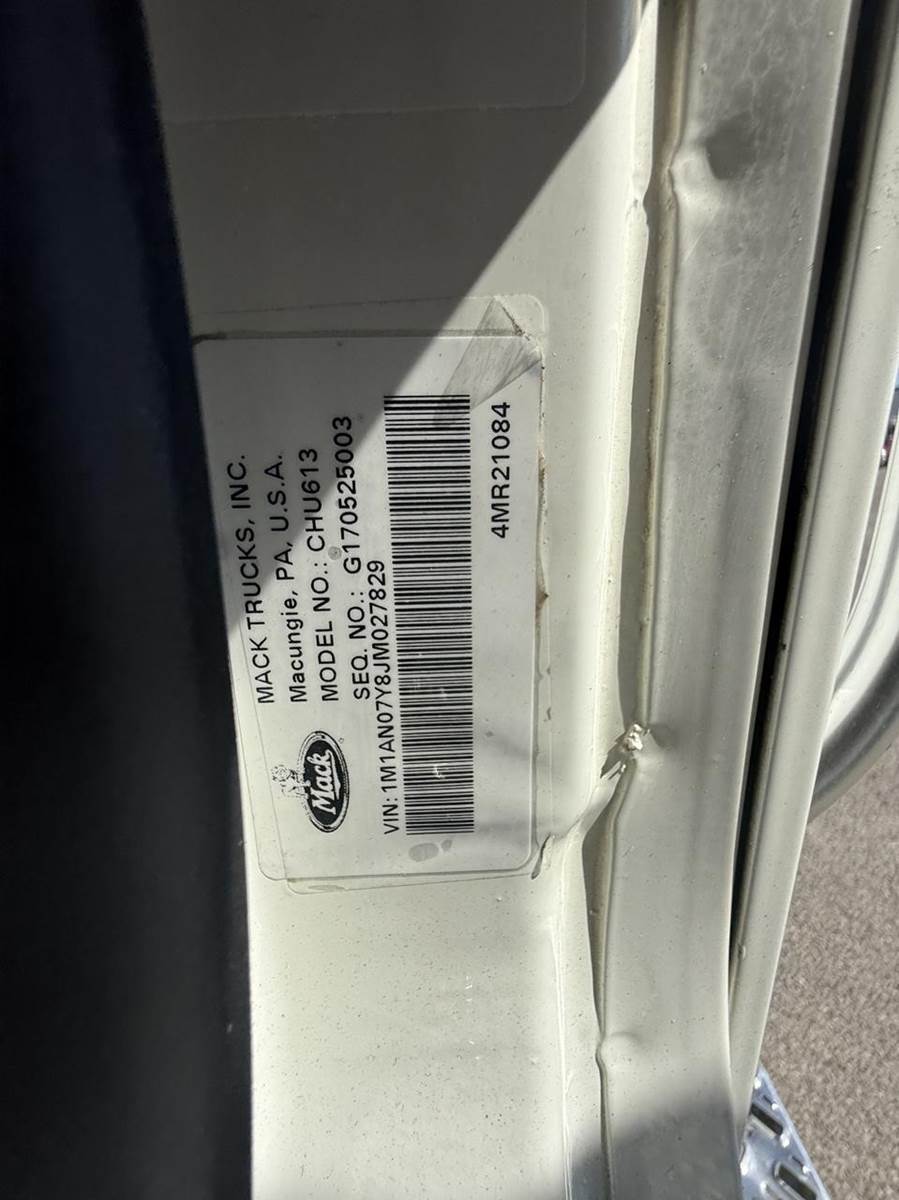 MACK TRUCKS, INC.
Macungie, PA, U.S.A.
MODEL NO.: CHU613
SEQ. NO.: G170525003
Mack
VIN: 1M1AN07Y8JM027829
4MR21084